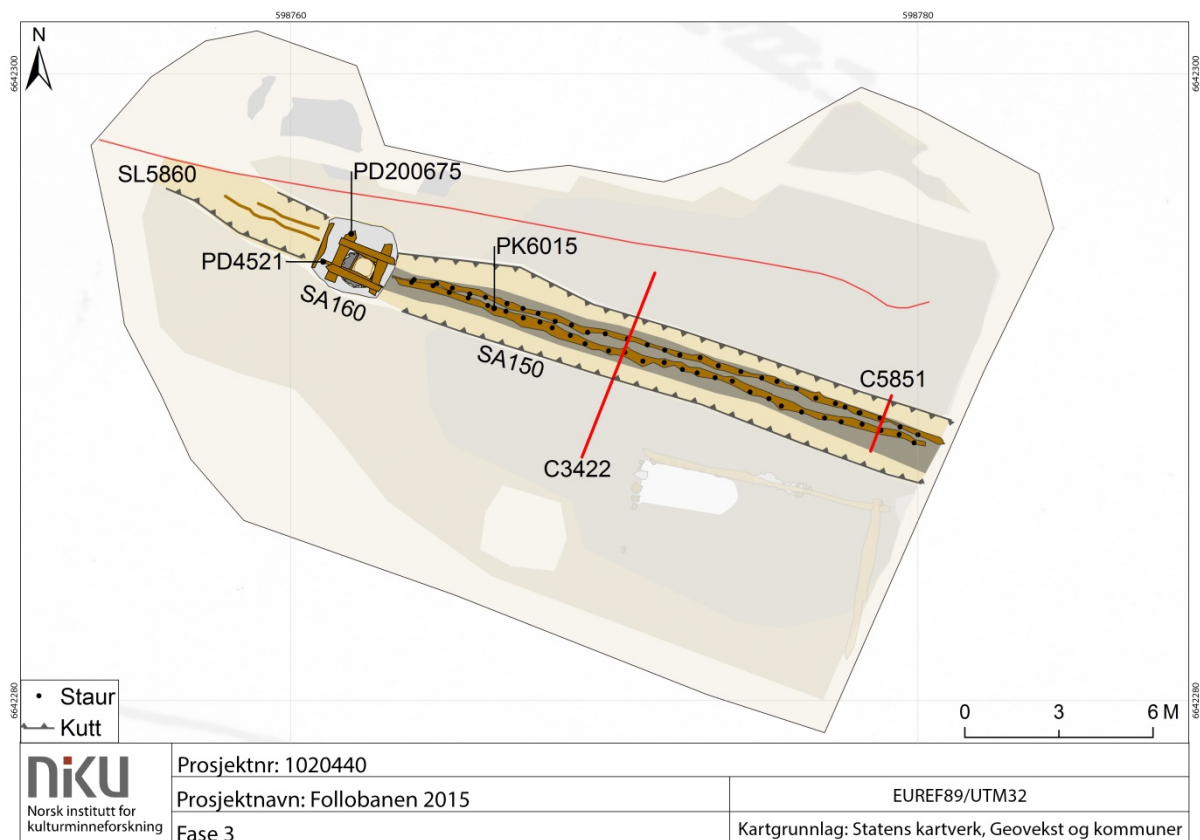 598760
598780
6642300
6642300
N
SL5860
PD200675
PD4521
PK6015
SA160
SA150
C5851
C3422
6642280
6642280
Staur
Kutt
0 3 6 M
NiKU
Norsk institutt for
kulturminneforskning
Prosjektnr: 1020440
Prosjektnavn: Follobanen 2015
EUREF89/UTM32
Fase 3
Kartgrunnlag: Statens kartverk, Geovekst og kommuner